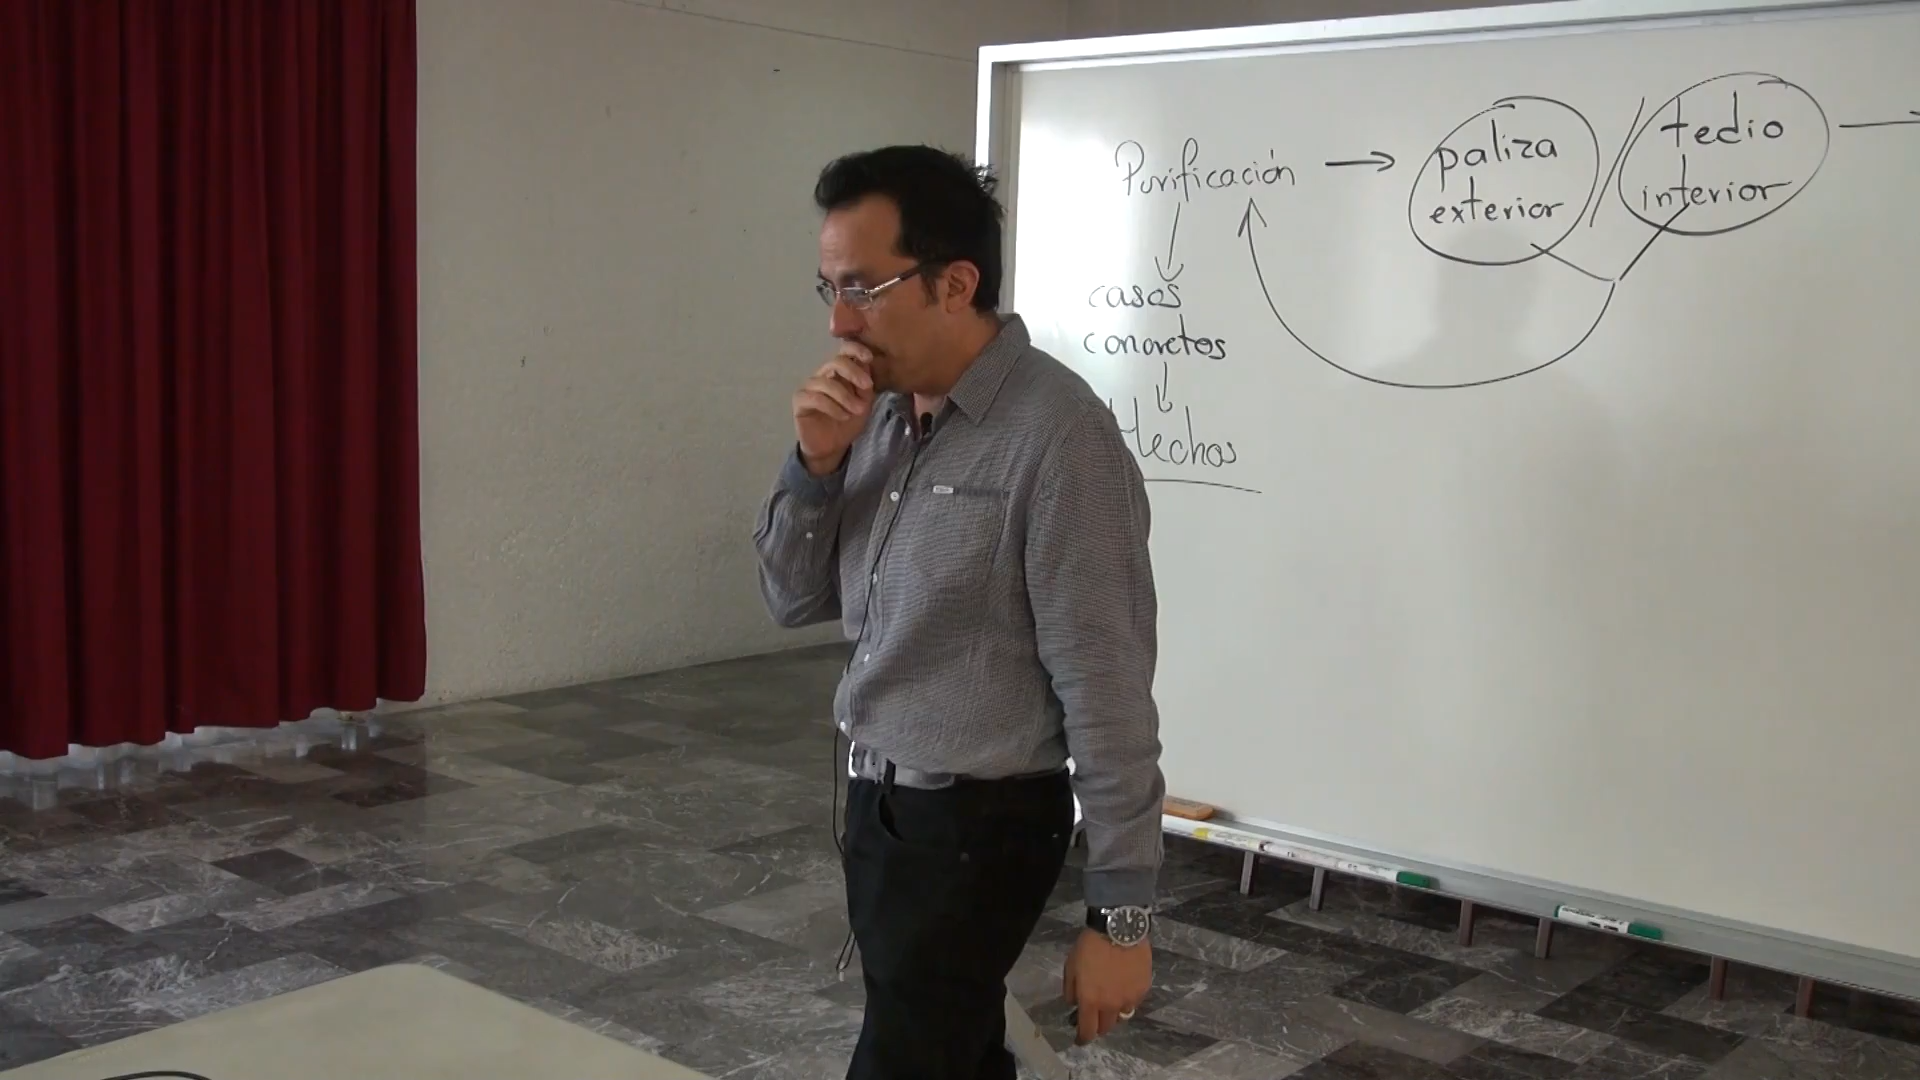 Purificación → paliza exterior / tedio interior →
casos
concretos
Hechos